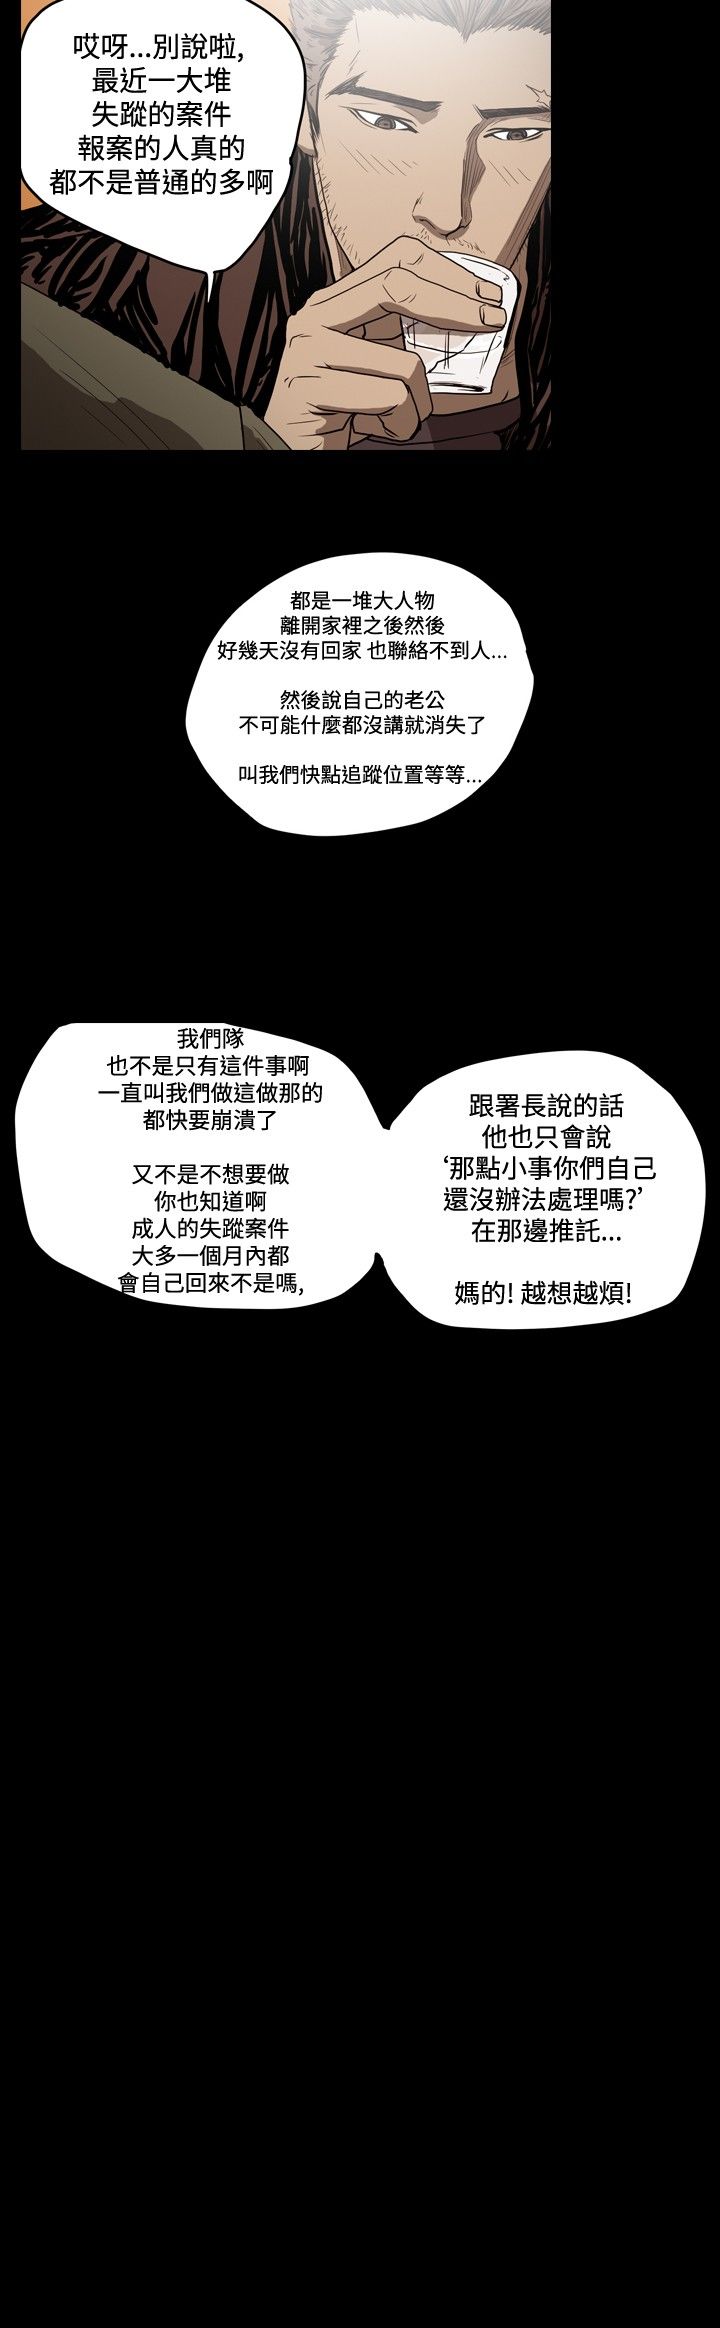 哎呀...別說啦,
最近一大堆
失蹤的案件
報案的人真的
都不是普通的多啊
都是一堆大人物
離開家裡之後然後
好幾天沒有回家 也聯絡不到人...
然後說自己的老公
不可能什麼都沒講就消失了
叫我們快點追蹤位置等等...
我們隊
也不是只有這件事啊
一直叫我們做這做那的
都快要崩潰了
又不是不想要做
你也知道啊
成人的失蹤案件
大多一個月內都
會自己回來不是嗎,
跟署長說的話
他也只會說
‘那點小事你們自己
還沒辦法處理嗎?’
在那邊推託...
媽的! 越想越煩!